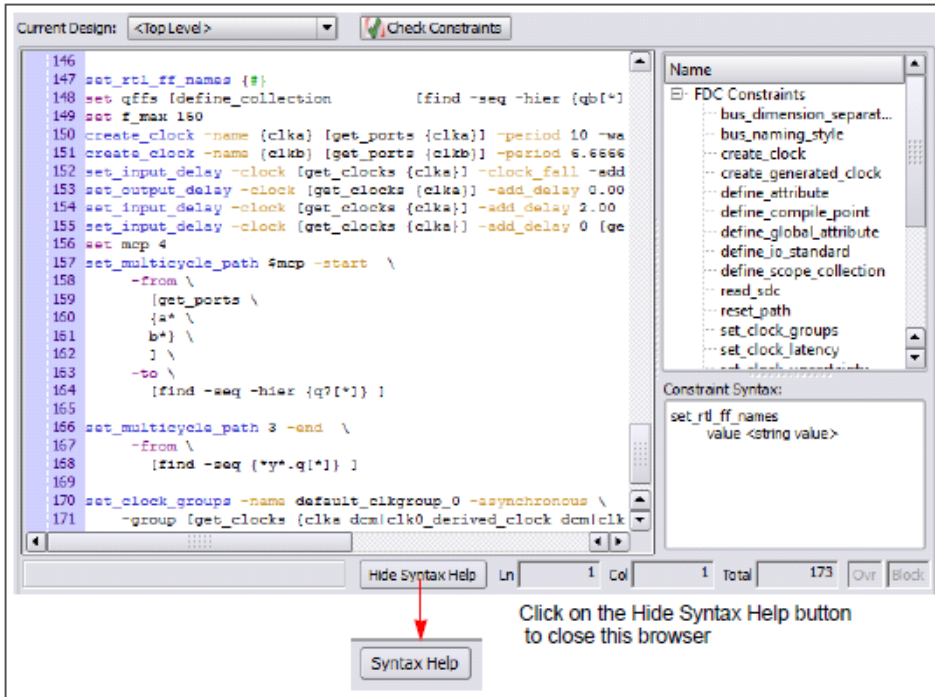 Current Design: <Top Level> Check Constraints
146
147 set_rtl_ff_names {#}
148 set qffs [define_collection [find -seq -hier {qb[*]
149 set f_max 150
150 create_clock -name {clka} [get_ports {clka}] -period 10 -wa
151 create_clock -name {clkb} [get_ports {clkb}] -period 6.6666
152 set_input_delay -clock [get_clocks {clka}] -clock_fall -add
153 set_output_delay -clock [get_clocks {clka}] -add_delay 0.00
154 set_input_delay -clock [get_clocks {clka}] -add_delay 2.00
155 set_input_delay -clock [get_clocks {clka}] -add_delay 0 [ge
156 set mcp 4
157 set_multicycle_path $mcp -start \
158 -from \
159 [get_ports \
160 {a* \
161 b*} \
162 ] \
163 -to \
164 [find -seq -hier {q?[*]} ]
165
166 set_multicycle_path 3 -end \
167 -from \
168 [find -seq {*y*.q[*]} ]
169
170 set_clock_groups -name default_clkgroup_0 -asynchronous \
171 -group [get_clocks {clka dcm|clk0_derived_clock dcm|clk
Name
FDC Constraints
bus_dimension_separat...
bus_naming_style
create_clock
create_generated_clock
define_attribute
define_compile_point
define_global_attribute
define_io_standard
define_scope_collection
read_sdc
reset_path
set_clock_groups
set_clock_latency
Constraint Syntax:
set_rtl_ff_names
value <string value>
Hide Syntax Help Ln 1 Col 1 Total 173 Ovr Block
Click on the Hide Syntax Help button
to close this browser
Syntax Help